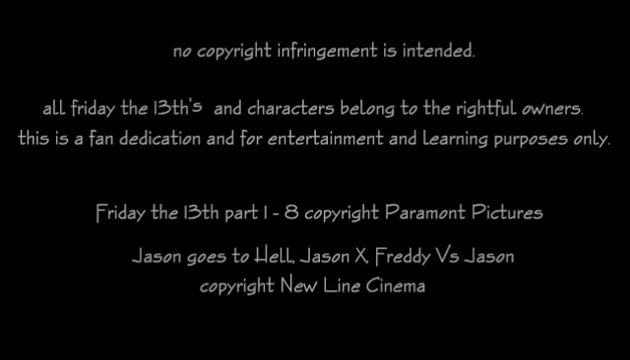 no copyright infringement is intended.
all friday the 13th's and characters belong to the rightful owners.
this is a fan dedication and for entertainment and learning purposes only.
Friday the 13th part 1 - 8 copyright Paramont Pictures
Jason goes to Hell, Jason X, Freddy Vs Jason
copyright New Line Cinema